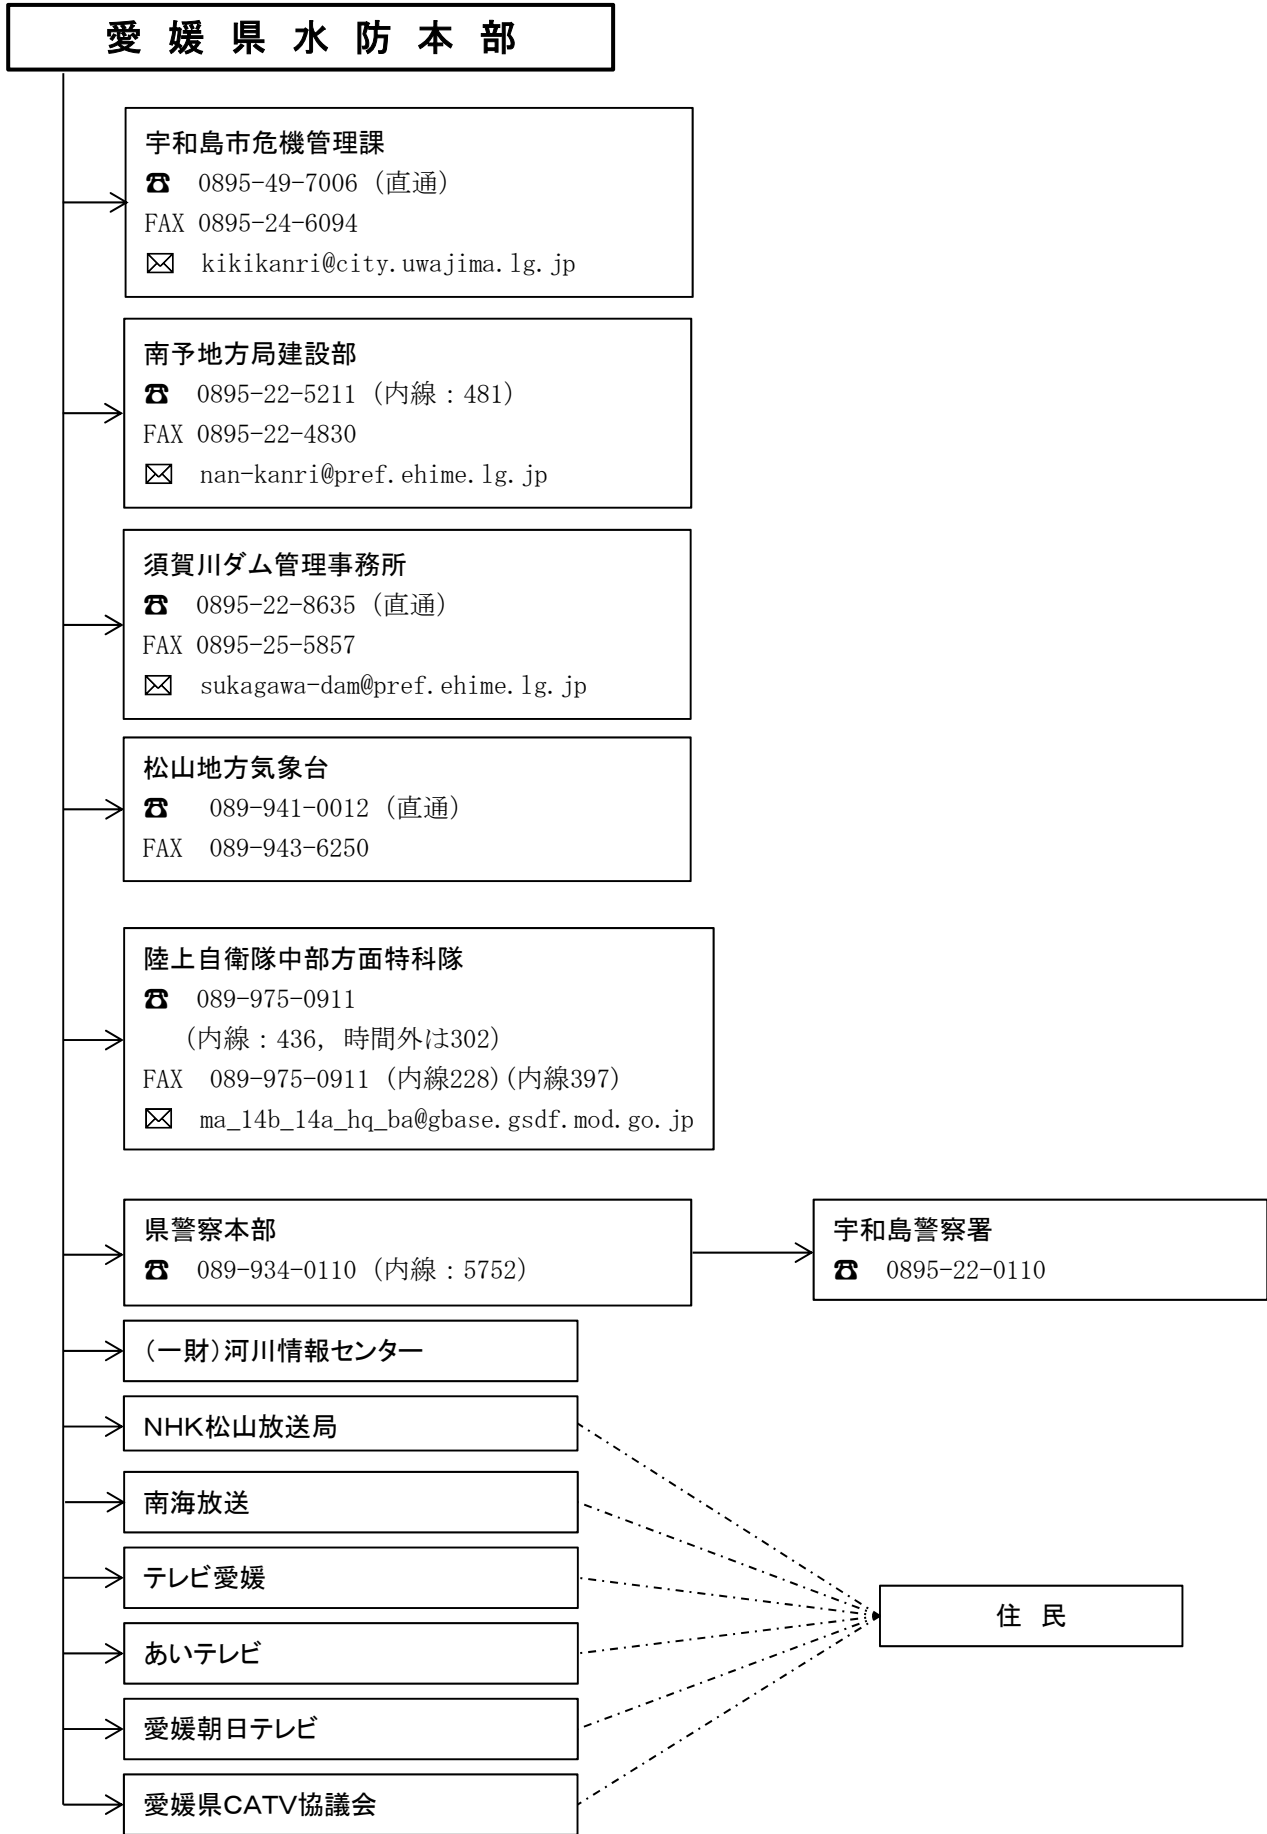 愛媛県水防本部
宇和島市危機管理課
☎ 0895-49-7006（直通）
FAX 0895-24-6094
✉ kikikanri@city.uwajima.lg.jp
南予地方局建設部
☎ 0895-22-5211（内線：481）
FAX 0895-22-4830
✉ nan-kanri@pref.ehime.lg.jp
須賀川ダム管理事務所
☎ 0895-22-8635（直通）
FAX 0895-25-5857
✉ sukagawa-dam@pref.ehime.lg.jp
松山地方気象台
☎ 089-941-0012（直通）
FAX 089-943-6250
陸上自衛隊中部方面特科隊
☎ 089-975-0911
（内線：436，時間外は302）
FAX 089-975-0911（内線228）（内線397）
✉ ma_14b_14a_hq_ba@gbase.gsdf.mod.go.jp
県警察本部
☎ 089-934-0110（内線：5752）
宇和島警察署
☎ 0895-22-0110
（一財）河川情報センター
NHK松山放送局
南海放送
テレビ愛媛
あいテレビ
愛媛朝日テレビ
愛媛県CATV協議会
住民